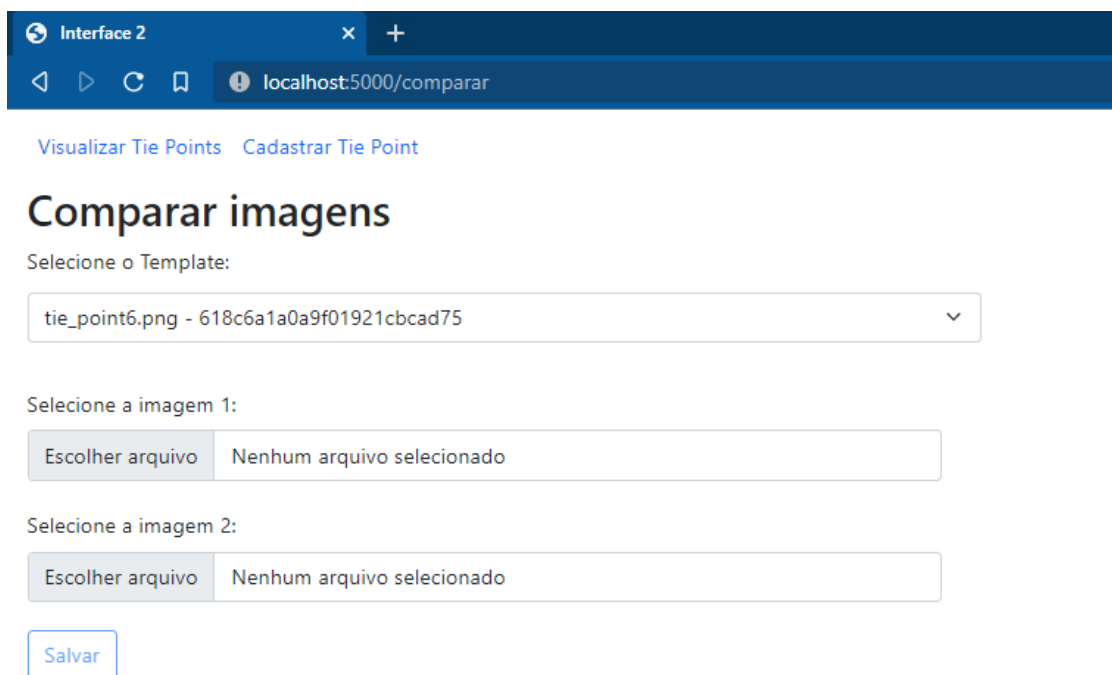 Interface 2
localhost:5000/comparar
Visualizar Tie Points Cadastrar Tie Point
Comparar imagens
Selecione o Template:
tie_point6.png - 618c6a1a0a9f01921cbcad75
Selecione a imagem 1:
Escolher arquivo Nenhum arquivo selecionado
Selecione a imagem 2:
Escolher arquivo Nenhum arquivo selecionado
Salvar